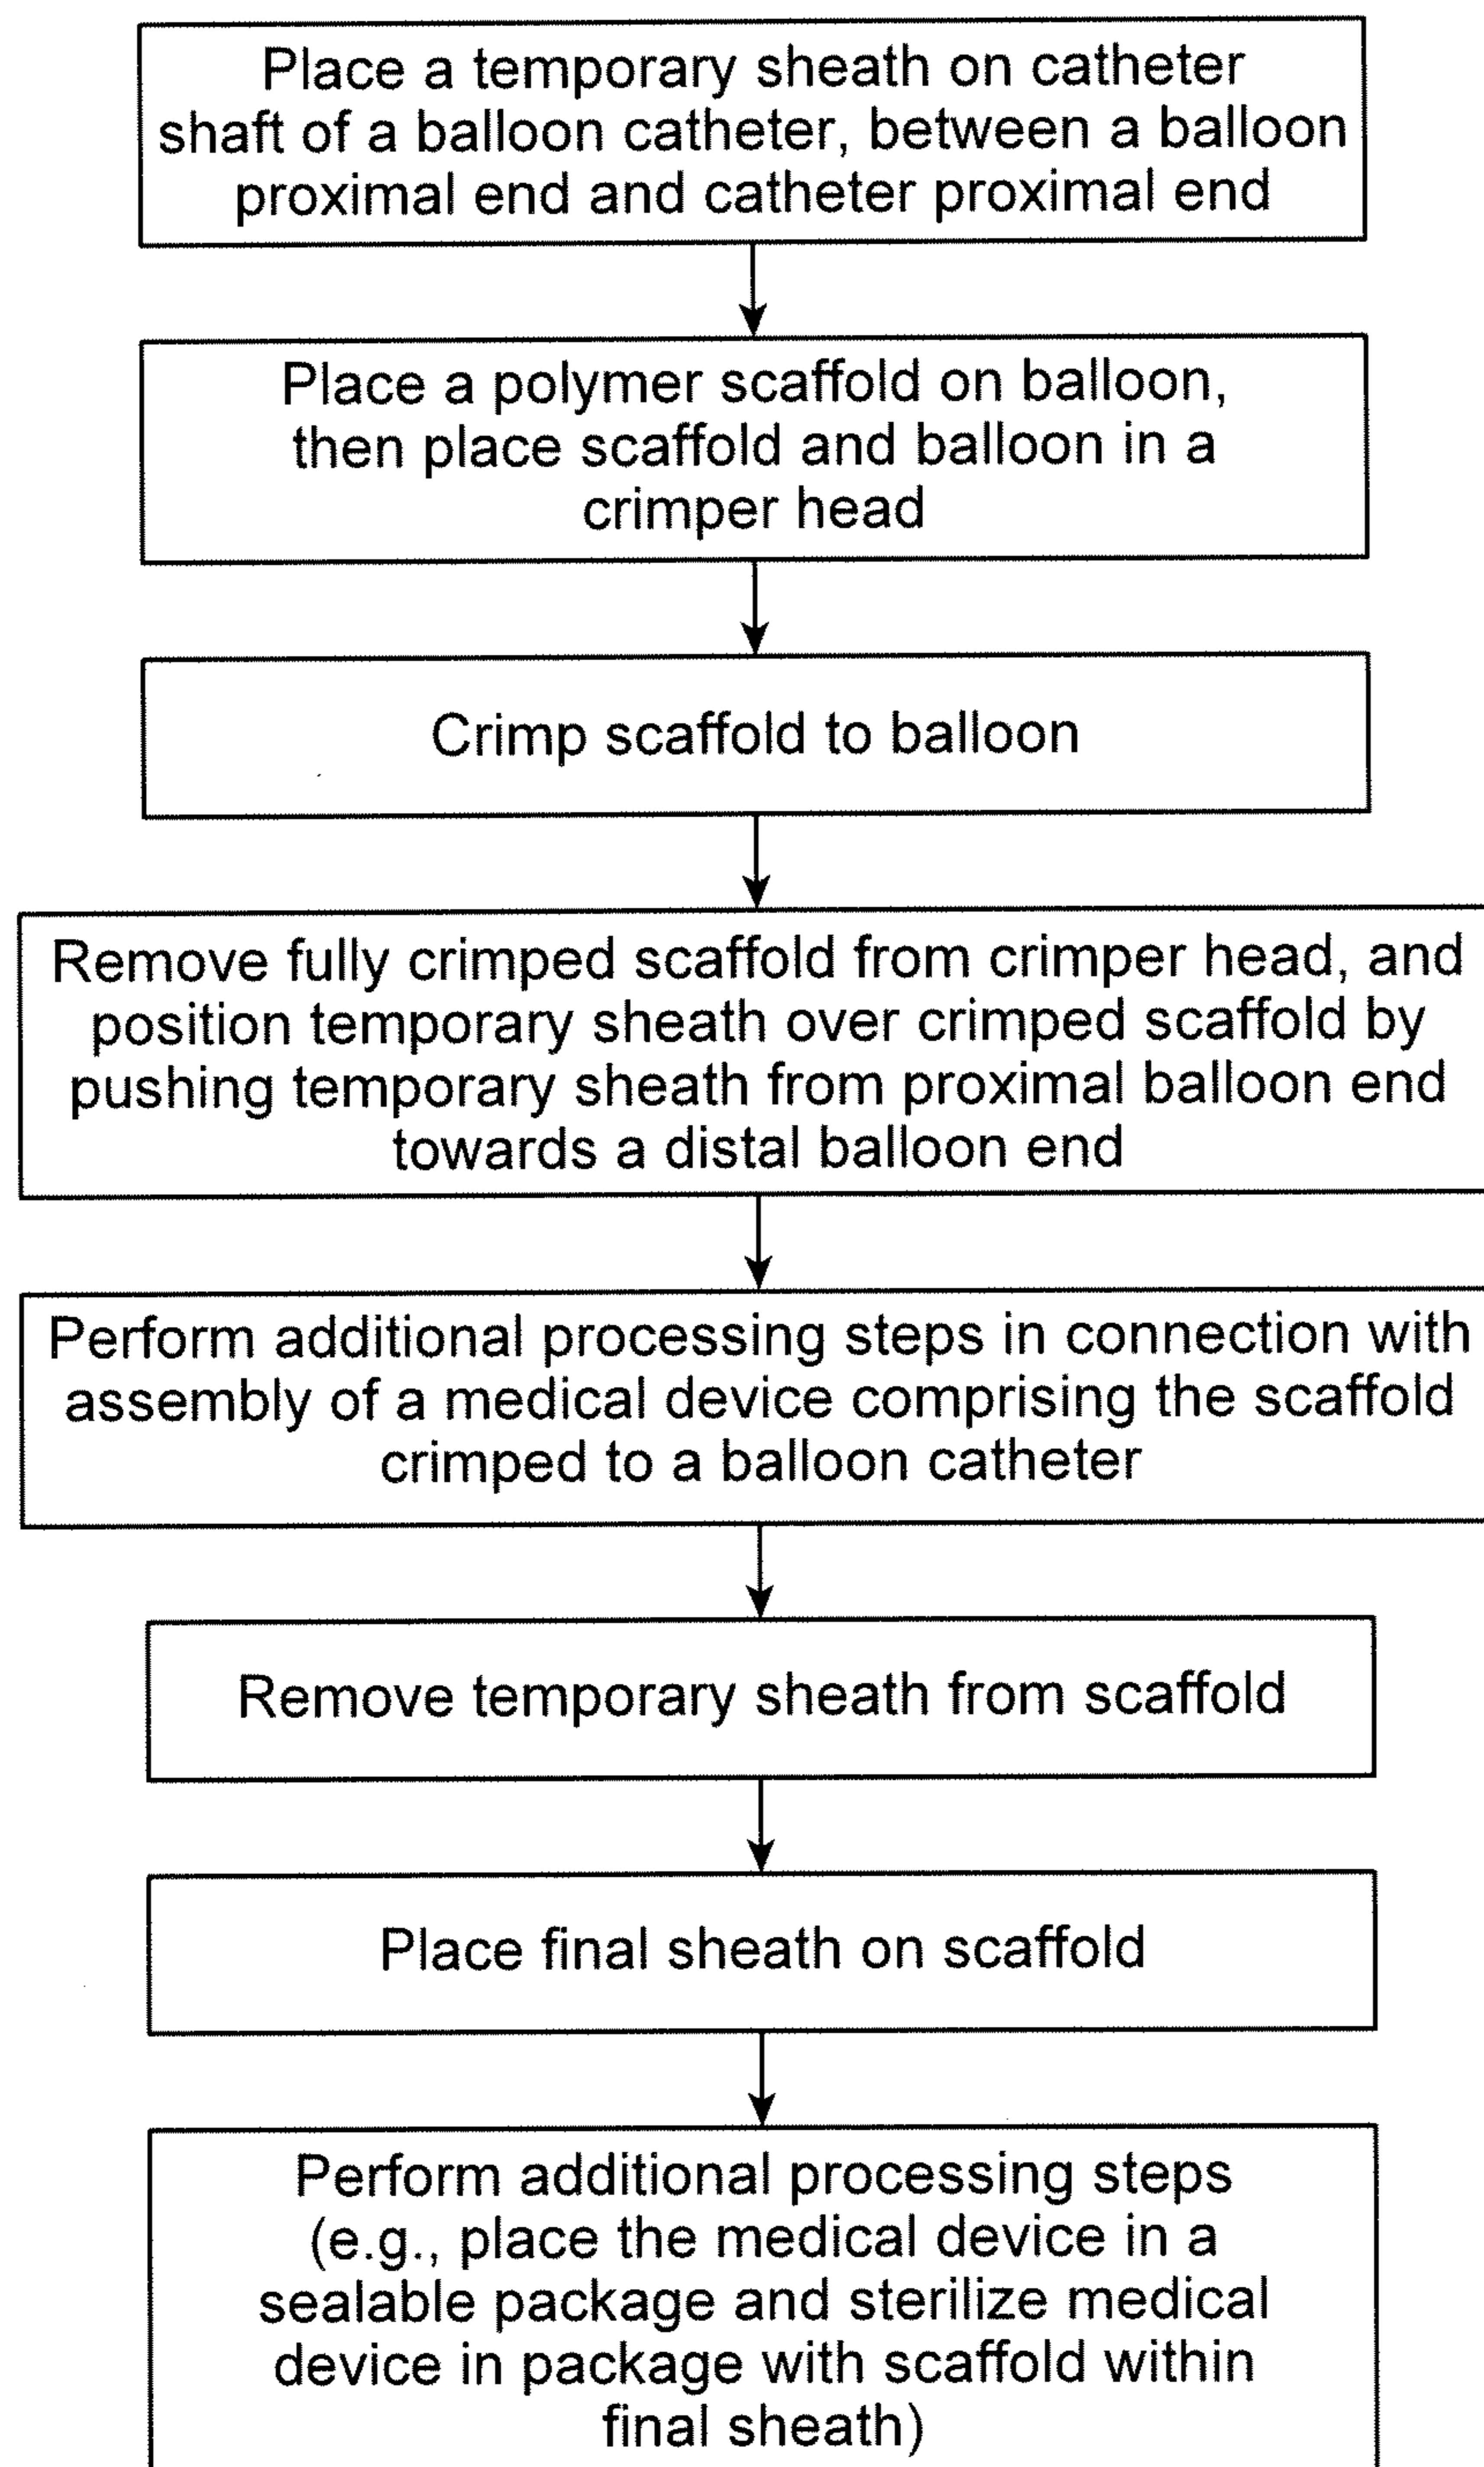 Place a temporary sheath on catheter
shaft of a balloon catheter, between a balloon
proximal end and catheter proximal end
Place a polymer scaffold on balloon,
then place scaffold and balloon in a
crimper head
Crimp scaffold to balloon
Remove fully crimped scaffold from crimper head, and
position temporary sheath over crimped scaffold by
pushing temporary sheath from proximal balloon end
towards a distal balloon end
Perform additional processing steps in connection with
assembly of a medical device comprising the scaffold
crimped to a balloon catheter
Remove temporary sheath from scaffold
Place final sheath on scaffold
Perform additional processing steps
(e.g., place the medical device in a
sealable package and sterilize medical
device in package with scaffold within
final sheath)